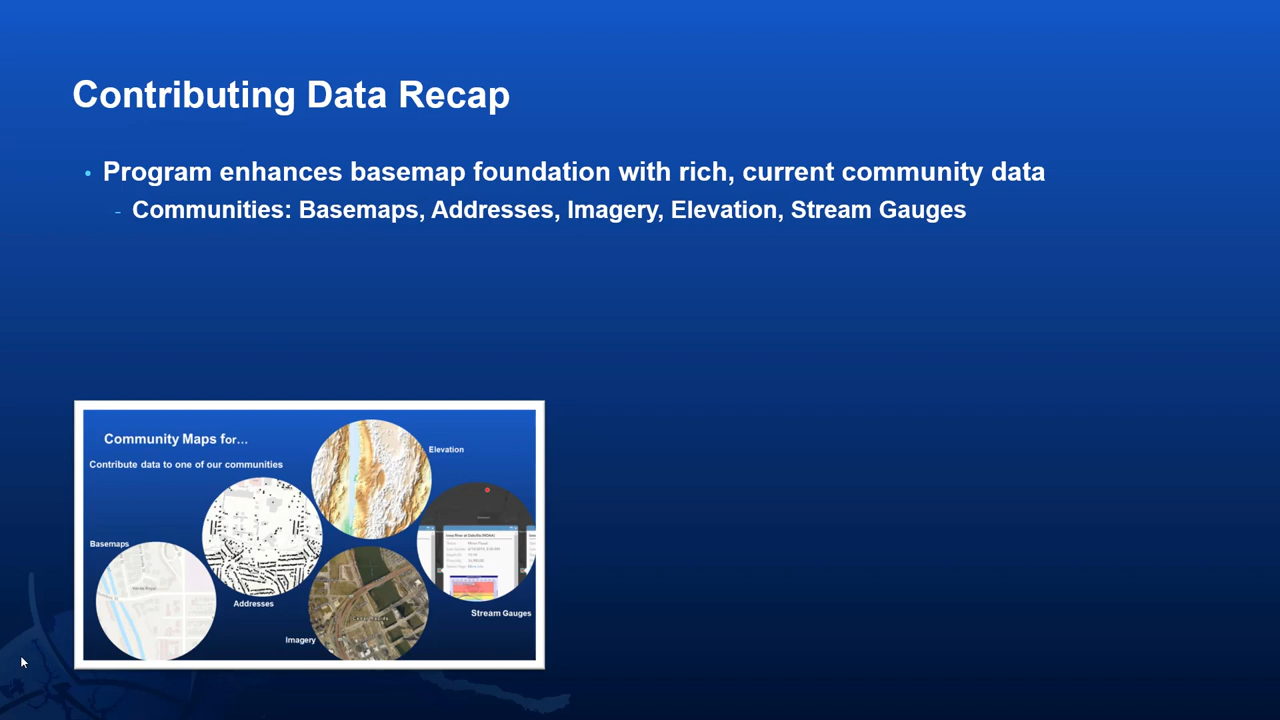 Contributing Data Recap
• Program enhances basemap foundation with rich, current community data
- Communities: Basemaps, Addresses, Imagery, Elevation, Stream Gauges
Community Maps for...
Contribute data to one of our communities
Elevation
Basemaps
Addresses
Imagery
Stream Gauges